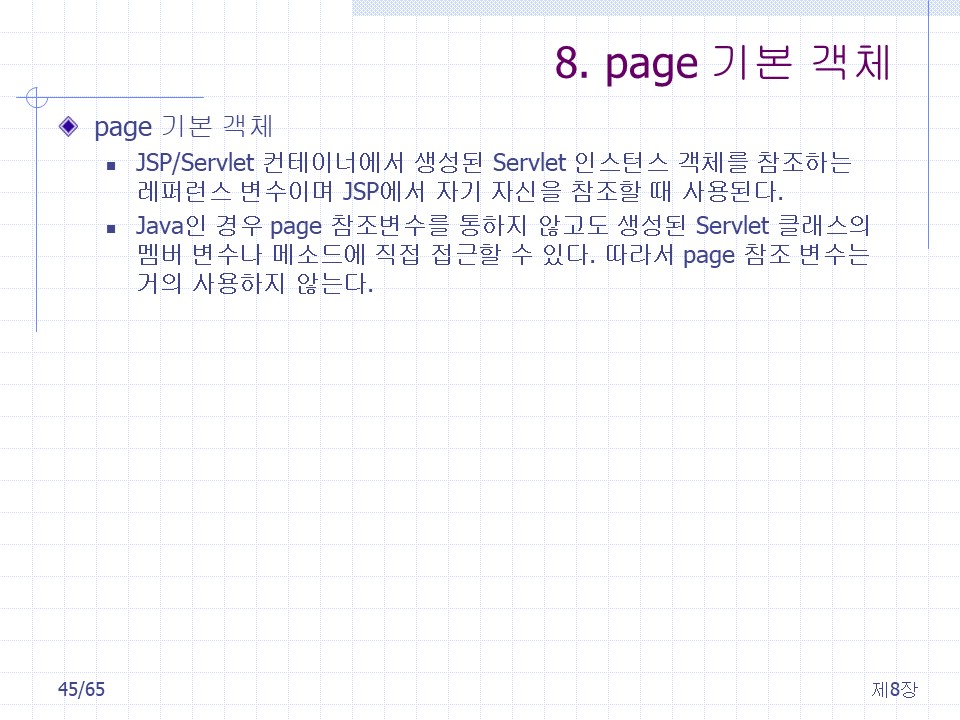 8. page 기본 객체
page 기본 객체
JSP/Servlet 컨테이너에서 생성된 Servlet 인스턴스 객체를 참조하는
레퍼런스 변수이며 JSP에서 자기 자신을 참조할 때 사용된다.
Java인 경우 page 참조변수를 통하지 않고도 생성된 Servlet 클래스의
멤버 변수나 메소드에 직접 접근할 수 있다. 따라서 page 참조 변수는
거의 사용하지 않는다.
45/65
제8장